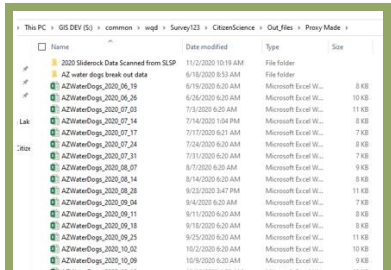 › This PC › GIS DEV (S:) › common › wqd › Survey123 › CitizenScience › Out_files › Proxy Made ›
Name Date modified Type Size
2020 Sliderock Data Scanned from SLSP 11/2/2020 10:19 AM File folder
AZ water dogs break out data 6/18/2020 8:53 AM File folder
AZWaterDogs_2020_06_19 6/19/2020 6:20 AM Microsoft Excel W... 8 KB
AZWaterDogs_2020_06_26 6/26/2020 6:20 AM Microsoft Excel W... 10 KB
AZWaterDogs_2020_07_03 7/3/2020 6:20 AM Microsoft Excel W... 11 KB
Lak AZWaterDogs_2020_07_14 7/14/2020 1:04 PM Microsoft Excel W... 8 KB
AZWaterDogs_2020_07_17 7/17/2020 6:21 AM Microsoft Excel W... 7 KB
Citize AZWaterDogs_2020_07_24 7/24/2020 6:20 AM Microsoft Excel W... 8 KB
AZWaterDogs_2020_07_31 7/31/2020 6:20 AM Microsoft Excel W... 7 KB
AZWaterDogs_2020_08_07 8/7/2020 6:20 AM Microsoft Excel W... 9 KB
AZWaterDogs_2020_08_14 8/14/2020 6:20 AM Microsoft Excel W... 8 KB
AZWaterDogs_2020_08_28 9/23/2020 3:47 PM Microsoft Excel W... 11 KB
AZWaterDogs_2020_09_04 9/4/2020 6:20 AM Microsoft Excel W... 7 KB
AZWaterDogs_2020_09_11 9/11/2020 6:20 AM Microsoft Excel W... 8 KB
AZWaterDogs_2020_09_18 9/18/2020 6:20 AM Microsoft Excel W... 8 KB
AZWaterDogs_2020_09_25 9/25/2020 6:20 AM Microsoft Excel W... 11 KB
AZWaterDogs_2020_10_02 10/2/2020 6:20 AM Microsoft Excel W... 10 KB
AZWaterDogs_2020_10_09 10/9/2020 6:20 AM Microsoft Excel W... 9 KB